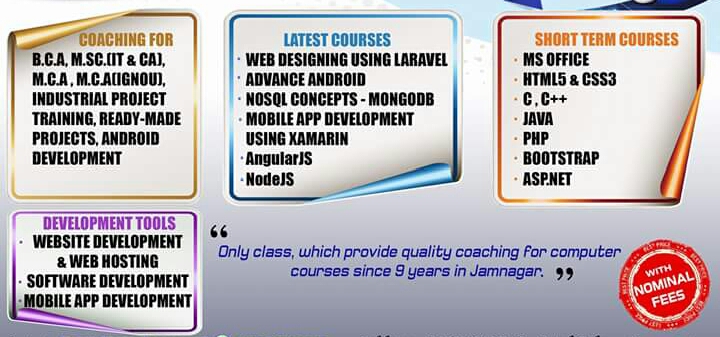 COACHING FOR
B.C.A, M.SC.(IT & CA),
M.C.A , M.C.A(IGNOU),
INDUSTRIAL PROJECT
TRAINING, READY-MADE
PROJECTS, ANDROID
DEVELOPMENT
LATEST COURSES
· WEB DESIGNING USING LARAVEL
· ADVANCE ANDROID
· NOSQL CONCEPTS - MONGODB
· MOBILE APP DEVELOPMENT
USING XAMARIN
· AngularJS
· NodeJS
SHORT TERM COURSES
· MS OFFICE
· HTML5 & CSS3
· C , C++
· JAVA
· PHP
· BOOTSTRAP
· ASP.NET
DEVELOPMENT TOOLS
· WEBSITE DEVELOPMENT
& WEB HOSTING
· SOFTWARE DEVELOPMENT
· MOBILE APP DEVELOPMENT
“Only class, which provide quality coaching for computer
courses since 9 years in Jamnagar. ”
BEST PRICE
WITH
NOMINAL
FEES